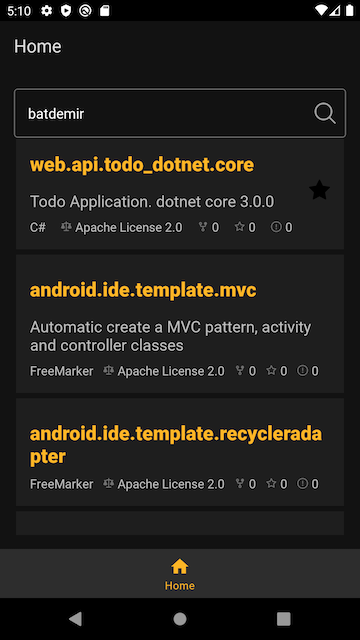 5:10
Home
batdemir
web.api.todo_dotnet.core
Todo Application. dotnet core 3.0.0
C# Apache License 2.0 0 0 0
android.ide.template.mvc
Automatic create a MVC pattern, activity
and controller classes
FreeMarker Apache License 2.0 0 0 0
android.ide.template.recyclerada
pter
FreeMarker Apache License 2.0 0 0 0
Home